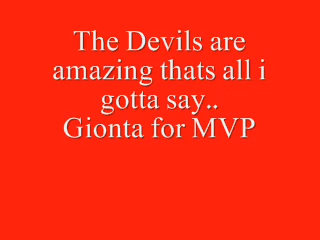 The Devils are
amazing thats all i
gotta say..
Gionta for MVP